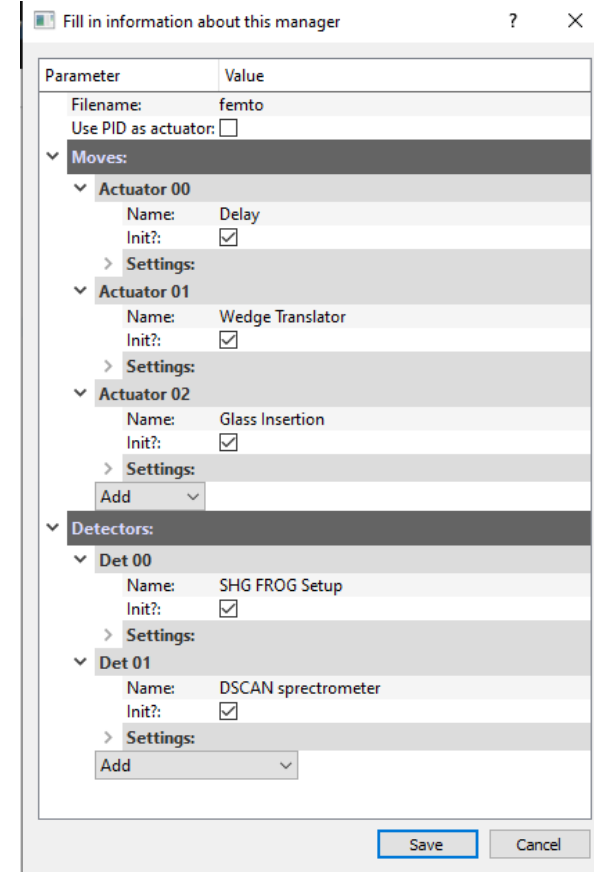 Fill in information about this manager
Parameter Value
Filename: femto
Use PID as actuator:
Moves:
Actuator 00
Name: Delay
Init?:
Settings:
Actuator 01
Name: Wedge Translator
Init?:
Settings:
Actuator 02
Name: Glass Insertion
Init?:
Settings:
Add
Detectors:
Det 00
Name: SHG FROG Setup
Init?:
Settings:
Det 01
Name: DSCAN sprectrometer
Init?:
Settings:
Add
Save Cancel